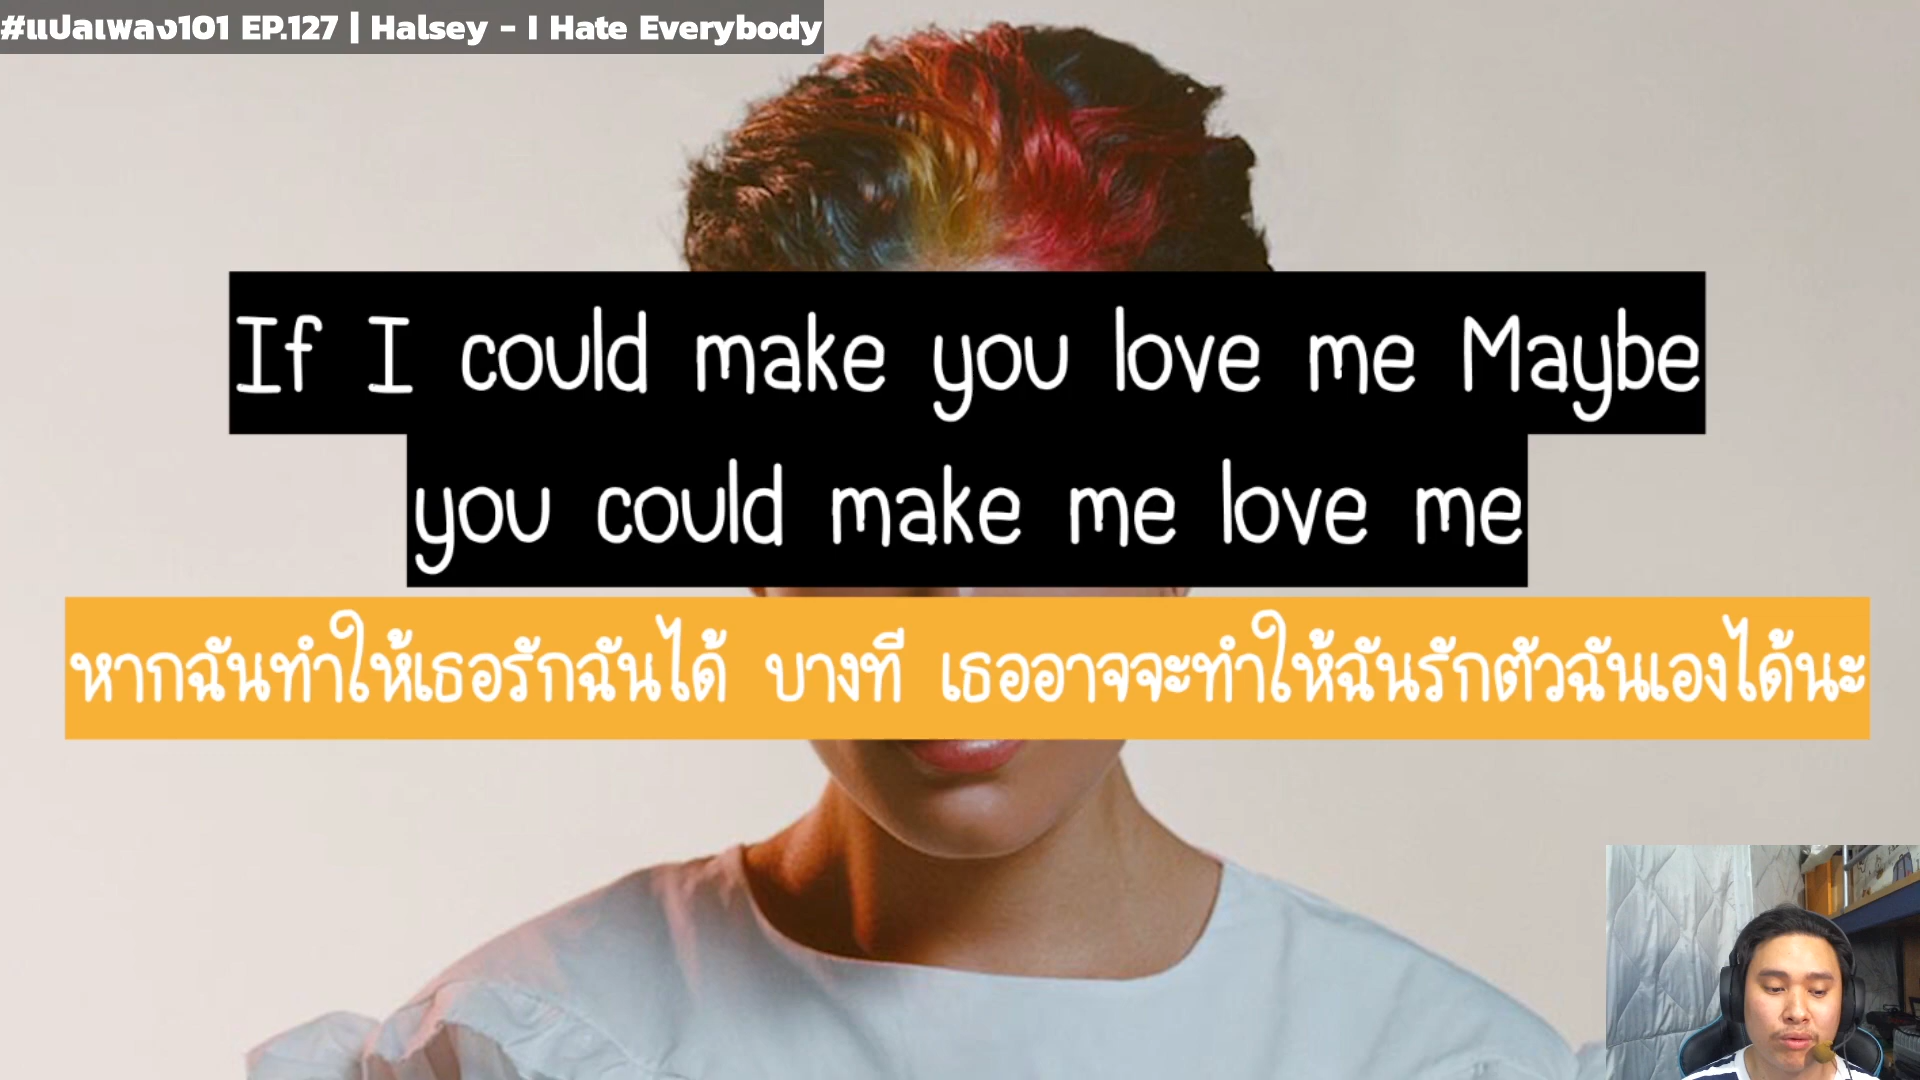 #แปลเพลง101 EP.127 | Halsey - I Hate Everybody
If I could make you love me Maybe
you could make me love me
หากฉันทำให้เธอรักฉันได้ บางที เธออาจจะทำให้ฉันรักตัวฉันเองได้นะ